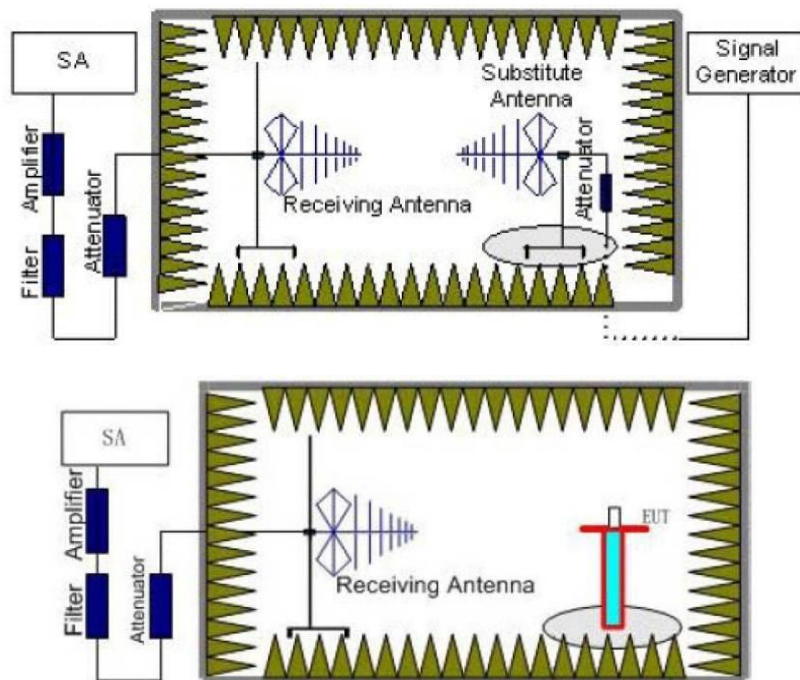 SA
Signal
Generator
Substitute
Antenna
Amplifier
Attenuator
Attenuator
Receiving Antenna
Filter
SA
Amplifier
EUT
Attenuator
Receiving Antenna
Filter